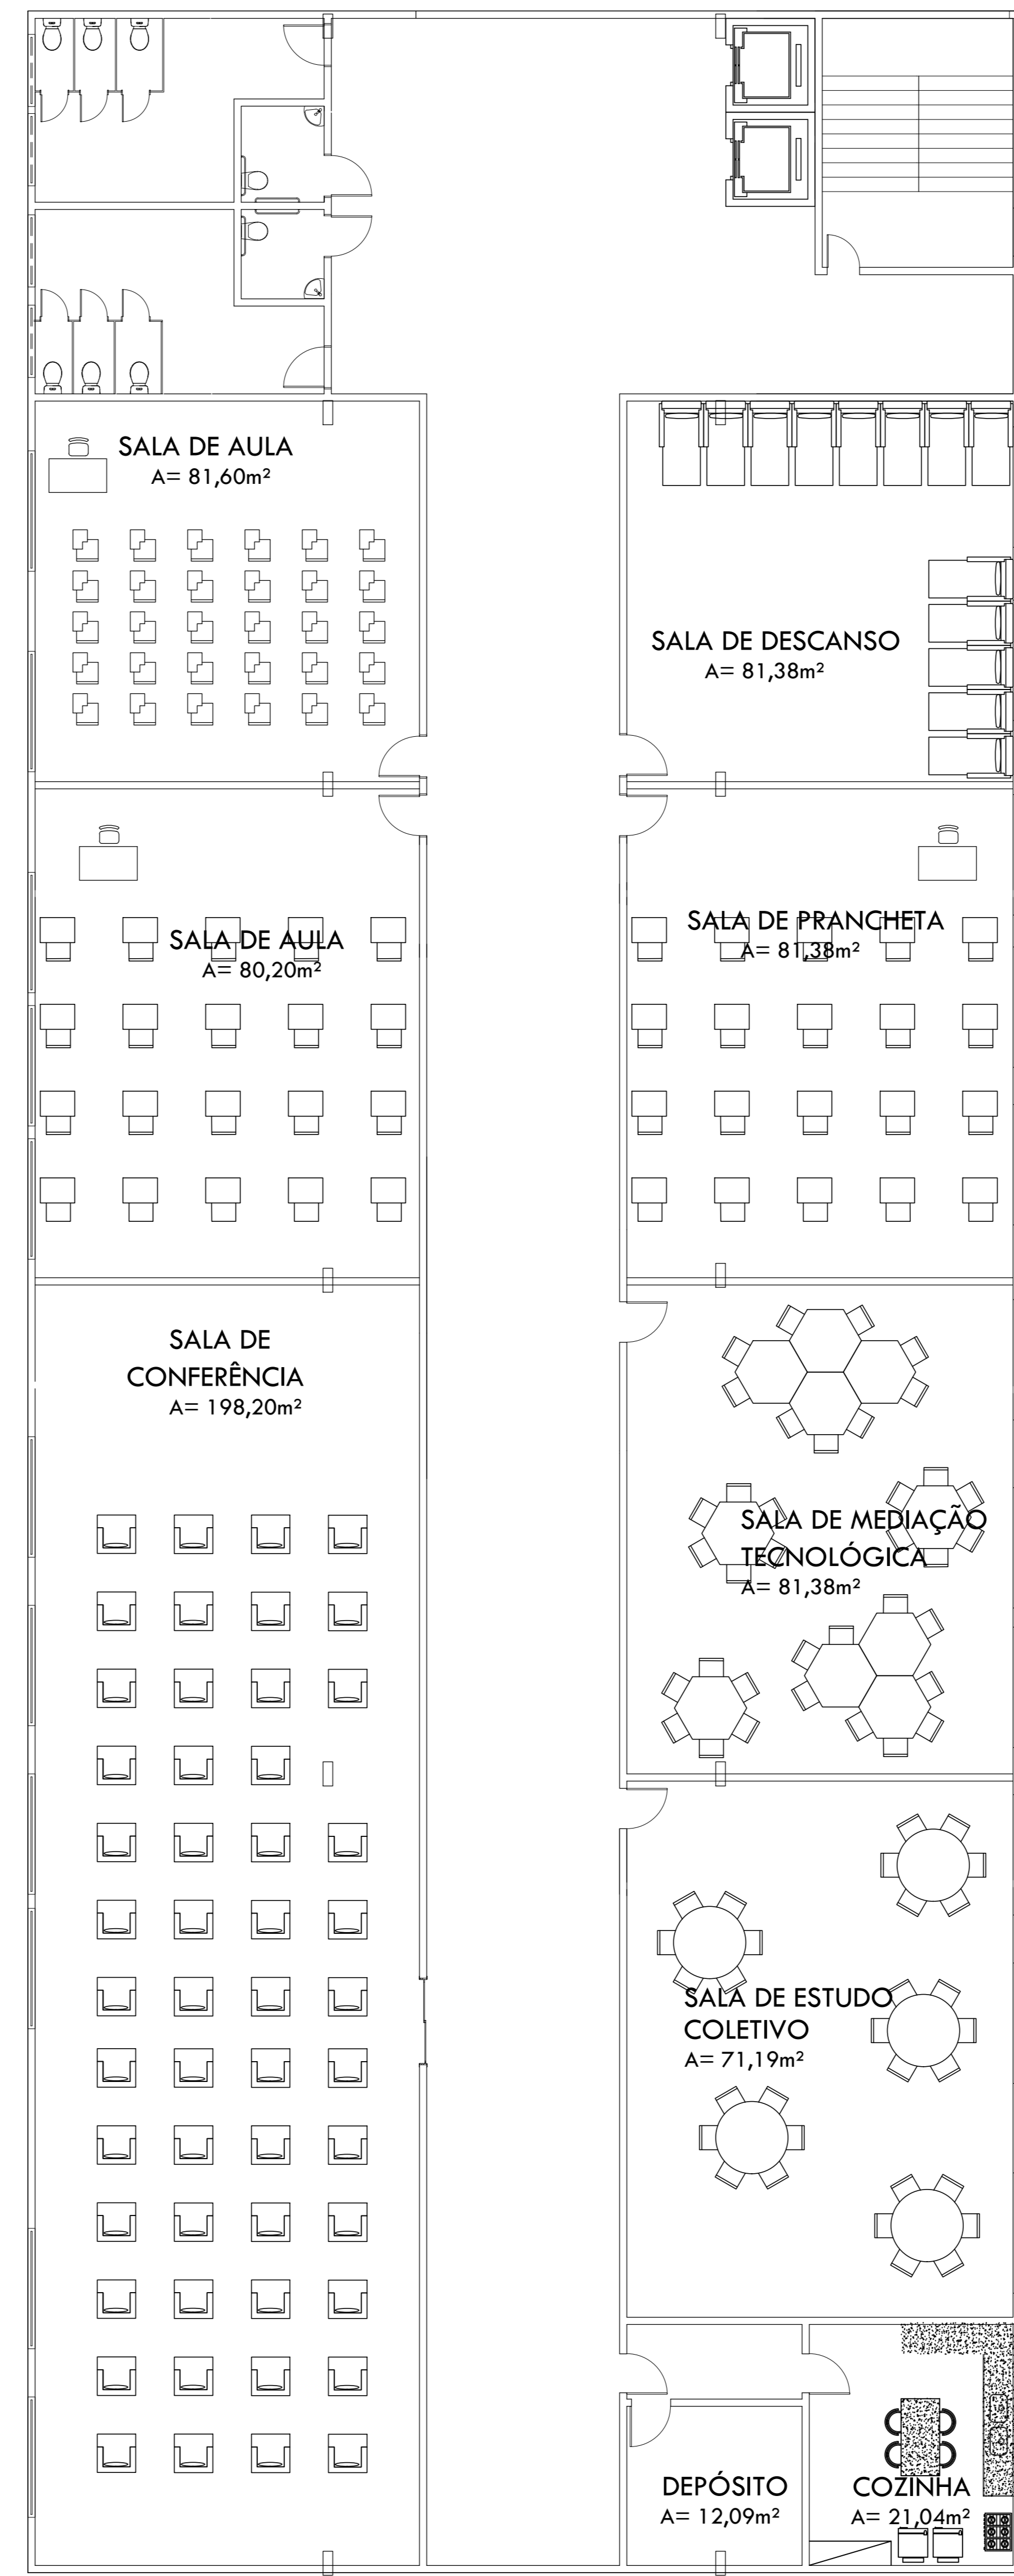 SALA DE AULA
A= 81,60m²
SALA DE DESCANSO
A= 81,38m²
SALA DE AULA
A= 80,20m²
SALA DE PRANCHETA
A= 81,38m²
SALA DE
CONFERÊNCIA
A= 198,20m²
SALA DE MEDIAÇÃO
TECNOLÓGICA
A= 81,38m²
SALA DE ESTUDO
COLETIVO
A= 71,19m²
DEPÓSITO
A= 12,09m²
COZINHA
A= 21,04m²